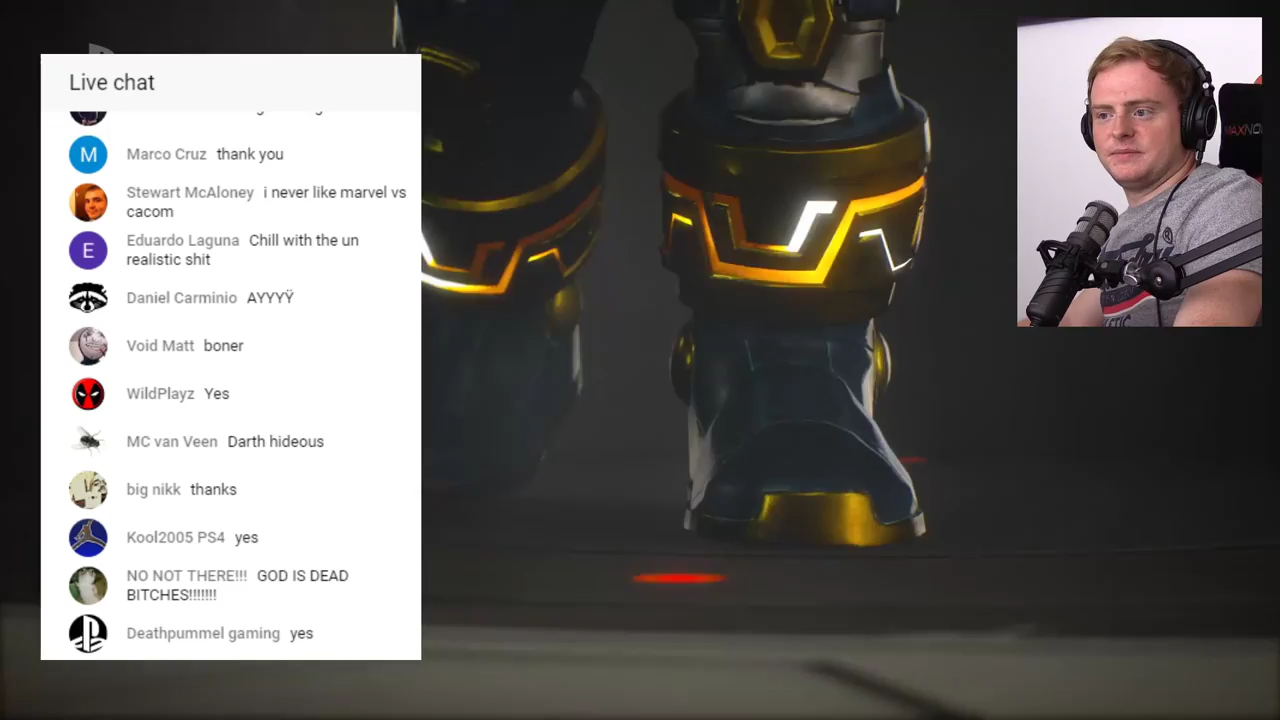 Live chat
Marco Cruz thank you
Stewart McAloney i never like marvel vs
cacom
Eduardo Laguna Chill with the un
realistic shit
Daniel Carminio AYYYŸ
Void Matt boner
WildPlayz Yes
MC van Veen Darth hideous
big nikk thanks
Kool2005 PS4 yes
NO NOT THERE!!! GOD IS DEAD
BITCHES!!!!!!!
Deathpummel gaming yes